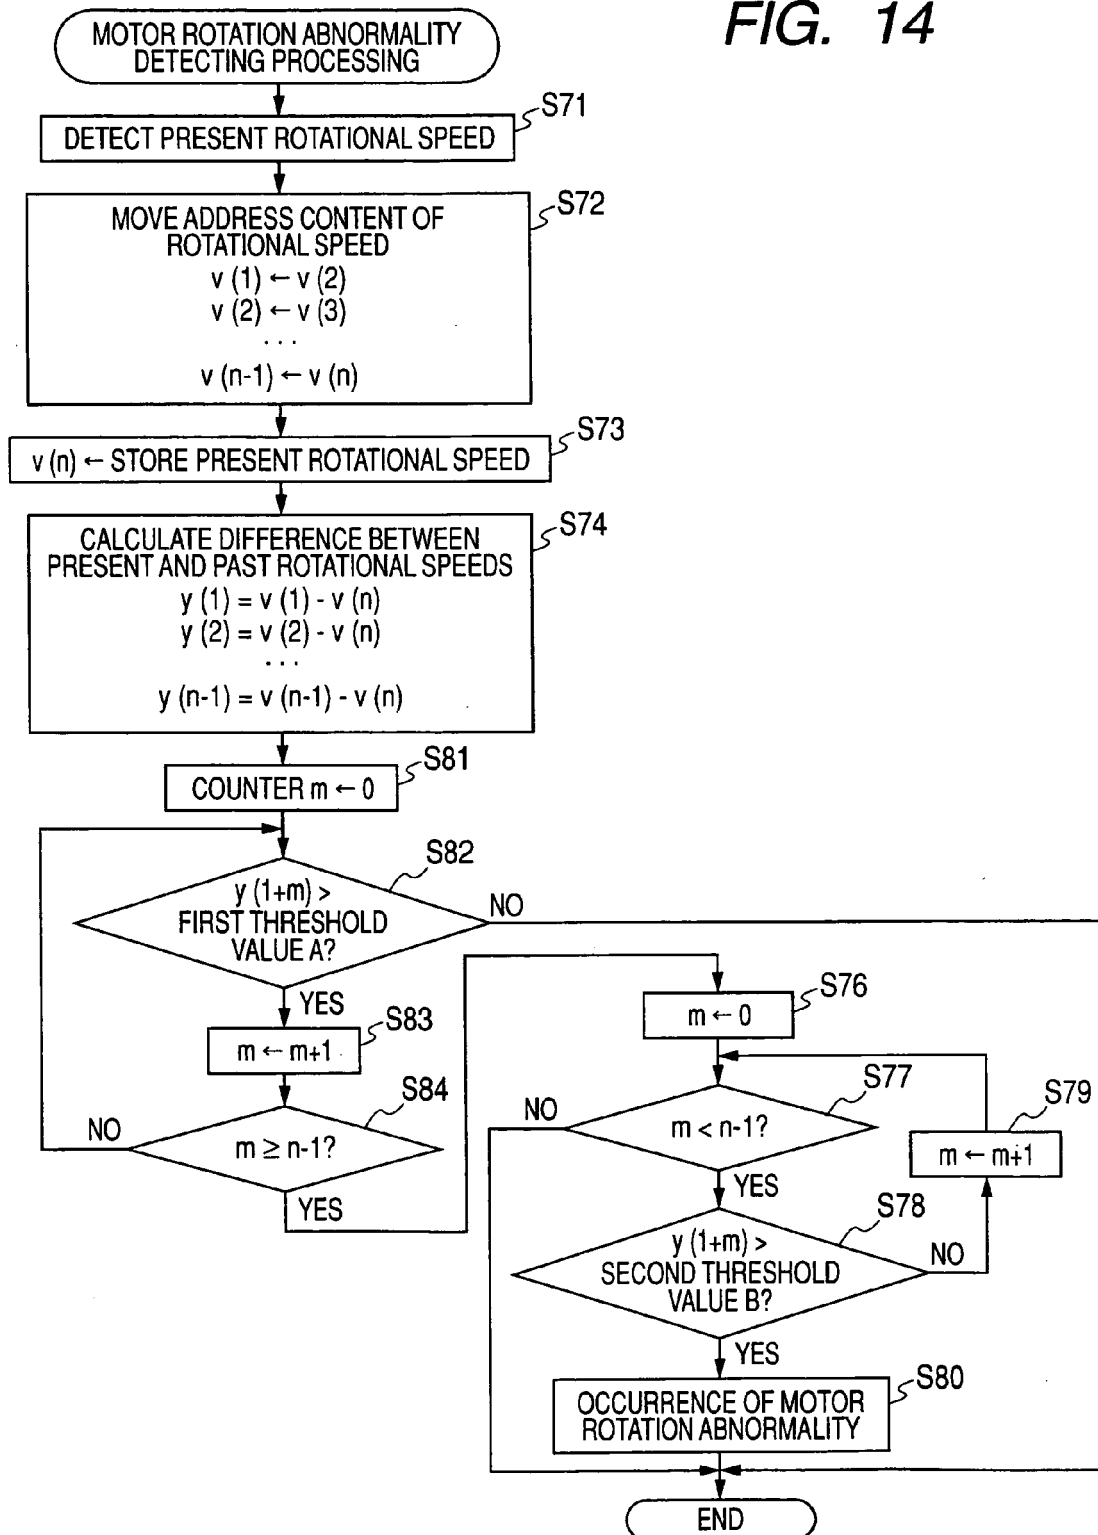 FIG. 14
MOTOR ROTATION ABNORMALITY
DETECTING PROCESSING
S71
DETECT PRESENT ROTATIONAL SPEED
S72
MOVE ADDRESS CONTENT OF
ROTATIONAL SPEED
v (1) ← v (2)
v (2) ← v (3)
...
v (n-1) ← v (n)
S73
v (n) ← STORE PRESENT ROTATIONAL SPEED
S74
CALCULATE DIFFERENCE BETWEEN
PRESENT AND PAST ROTATIONAL SPEEDS
y (1) = v (1) - v (n)
y (2) = v (2) - v (n)
...
y (n-1) = v (n-1) - v (n)
S81
COUNTER m ← 0
S82
y (1+m) >
FIRST THRESHOLD
VALUE A?
NO
YES
S83
m ← m+1
S84
m ≥ n-1?
NO
YES
S76
m ← 0
S77
m < n-1?
NO
YES
S79
m ← m+1
S78
y (1+m) >
SECOND THRESHOLD
VALUE B?
NO
YES
S80
OCCURRENCE OF MOTOR
ROTATION ABNORMALITY
END